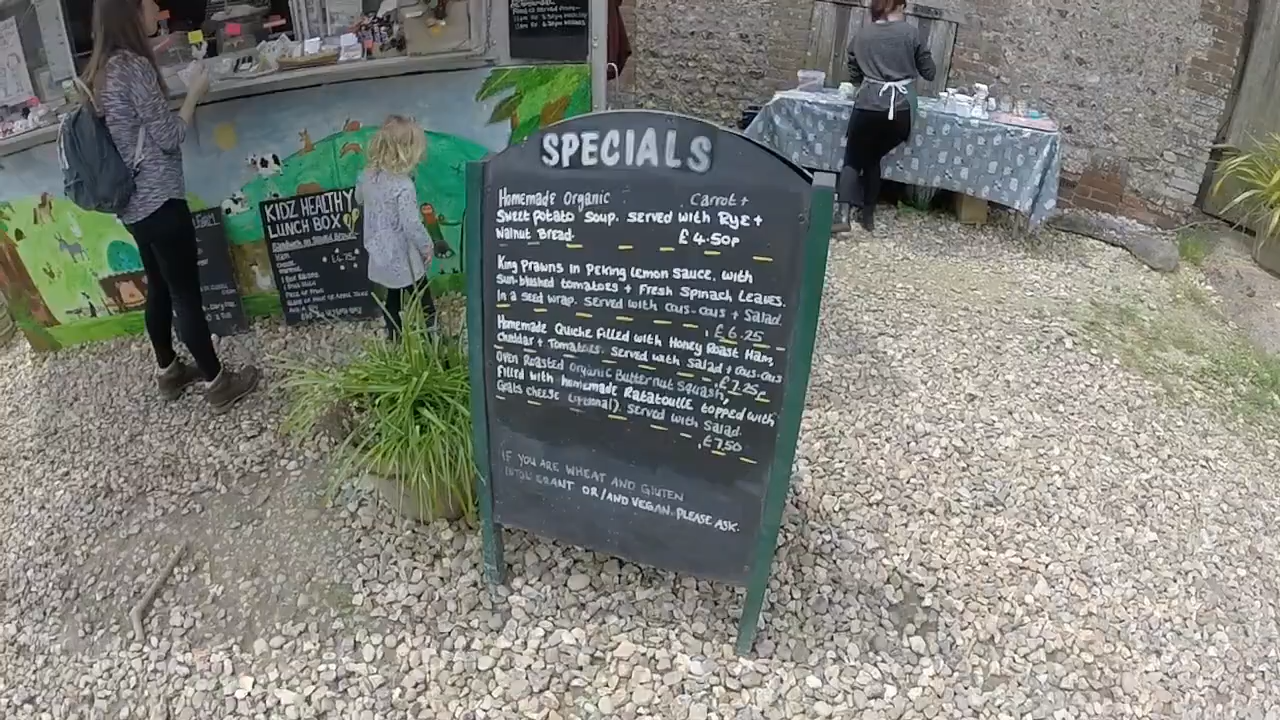 SPECIALS
Homemade Organic Carrot +
Sweet Potato Soup. Served with Rye +
Walnut Bread. £4.50p
King Prawns in Peking Lemon Sauce, with
Sun-blushed tomatoes + Fresh Spinach Leaves.
In a seed wrap. Served with cous-cous + Salad.
£6.25
Homemade Quiche filled with Honey Roast Ham,
Cheddar + Tomatoes. Served with Salad + cous-cous
£7.25p
Oven Roasted Organic Butternut Squash,
Filled with homemade Ratatouille topped with
Goats cheese (optional). Served with Salad.
£7.50
IF YOU ARE WHEAT AND GLUTEN
INTOLERANT OR/AND VEGAN. PLEASE ASK.
KIDZ HEALTHY
LUNCH BOX